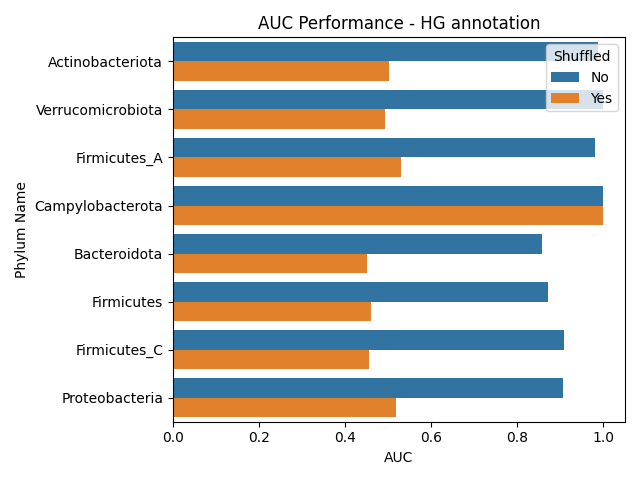 AUC Performance - HG annotation
Shuffled
No
Yes
Phylum Name
Actinobacteriota
Verrucomicrobiota
Firmicutes_A
Campylobacterota
Bacteroidota
Firmicutes
Firmicutes_C
Proteobacteria
0.0 0.2 0.4 0.6 0.8 1.0
AUC